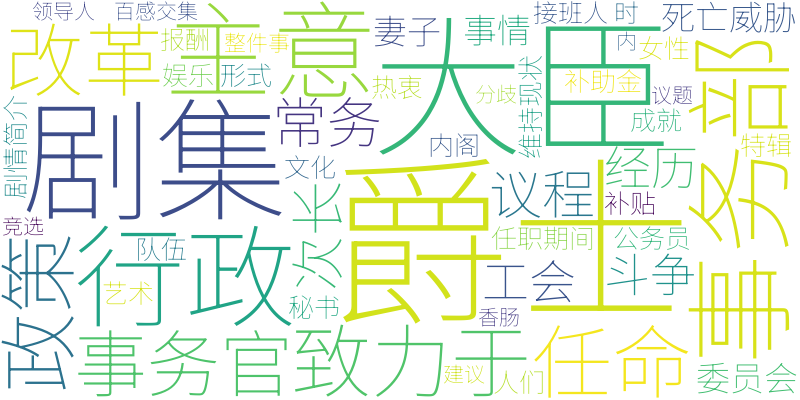 领导人
百感交集
接班人
时
死亡威胁
改革
报酬
整件事
主意
妻子
事情
内
女性
娱乐
形式
热衷
大臣
补助金
分歧
议题
部
剧情简介
剧集
常务
内阁
维持现状
成就
特辑
文化
爵士
议程
经历
补贴
竞选
政策
行政
队伍
次长
任职期间
公务员
事务
艺术
秘书
工会
斗争
香肠
事务官
致力于
建议
人们
任命
委员会